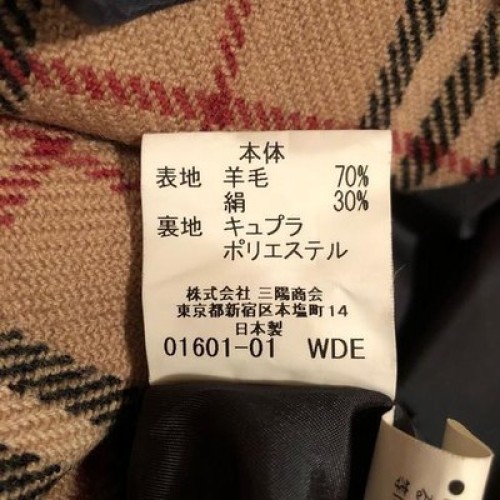 本体
表地 羊毛 70%
絹 30%
裏地 キュプラ
ポリエステル
株式会社 三陽商会
東京都新宿区本塩町14
日本製
01601-01 WDE